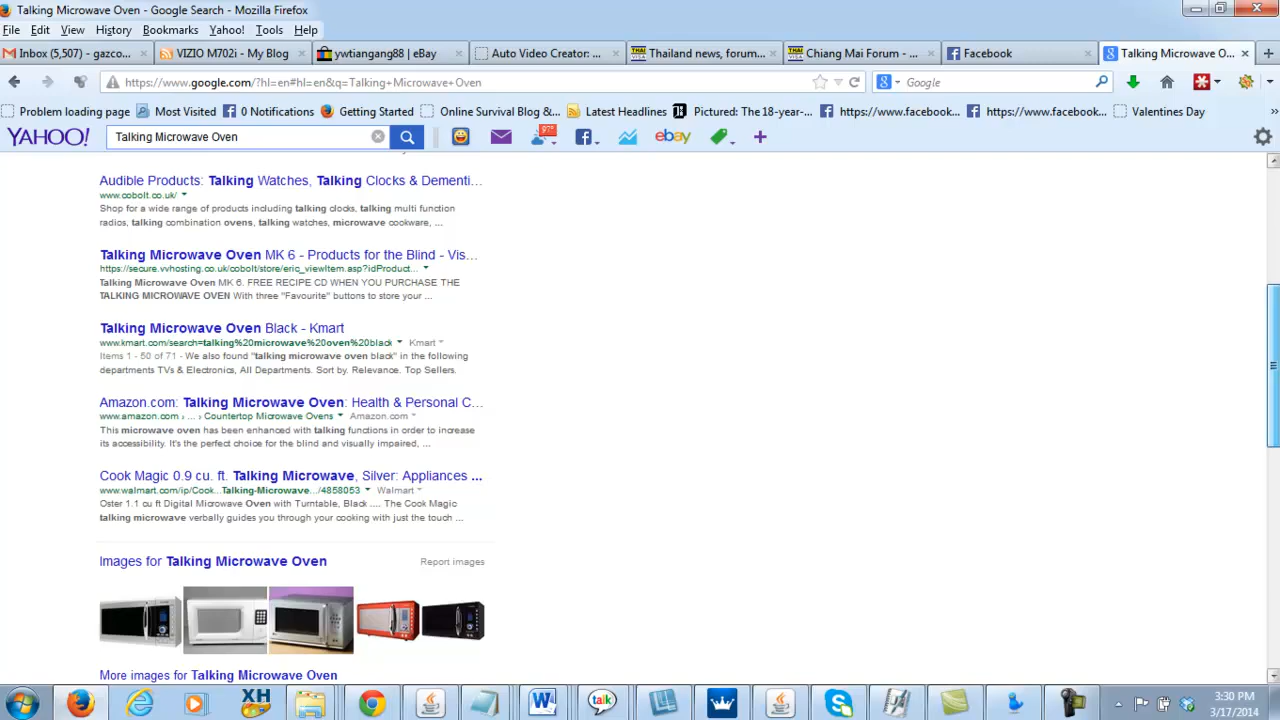 Talking Microwave Oven - Google Search - Mozilla Firefox
File Edit View History Bookmarks Yahoo! Tools Help
Inbox (5,507) - gazco... VIZIO M702i - My Blog ywtiangang88 | eBay Auto Video Creator: ... Thailand news, forum... Chiang Mai Forum - ... Facebook Talking Microwave O...
https://www.google.com/?hl=en#hl=en&q=Talking+Microwave+Oven Google
Problem loading page Most Visited 0 Notifications Getting Started Online Survival Blog &... Latest Headlines Pictured: The 18-year-... https://www.facebook... https://www.facebook... Valentines Day
YAHOO! Talking Microwave Oven ebay
Audible Products: Talking Watches, Talking Clocks & Dementi...
www.cobolt.co.uk/
Shop for a wide range of products including talking clocks, talking multi function
radios, talking combination ovens, talking watches, microwave cookware, ...
Talking Microwave Oven MK 6 - Products for the Blind - Vis...
https://secure.vvhosting.co.uk/cobolt/store/eric_viewItem.asp?idProduct...
Talking Microwave Oven MK 6. FREE RECIPE CD WHEN YOU PURCHASE THE
TALKING MICROWAVE OVEN With three "Favourite" buttons to store your ...
Talking Microwave Oven Black - Kmart
www.kmart.com/search=talking%20microwave%20oven%20black Kmart
Items 1 - 50 of 71 - We also found "talking microwave oven black" in the following
departments TVs & Electronics, All Departments. Sort by. Relevance. Top Sellers.
Amazon.com: Talking Microwave Oven: Health & Personal C...
www.amazon.com › ... › Countertop Microwave Ovens Amazon.com
This microwave oven has been enhanced with talking functions in order to increase
its accessibility. It's the perfect choice for the blind and visually impaired, ...
Cook Magic 0.9 cu. ft. Talking Microwave, Silver: Appliances ...
www.walmart.com/ip/Cook...Talking-Microwave.../4858053 Walmart
Oster 1.1 cu ft Digital Microwave Oven with Turntable, Black .... The Cook Magic
talking microwave verbally guides you through your cooking with just the touch ...
Images for Talking Microwave Oven Report images
More images for Talking Microwave Oven
XH talk W
3:30 PM
3/17/2014